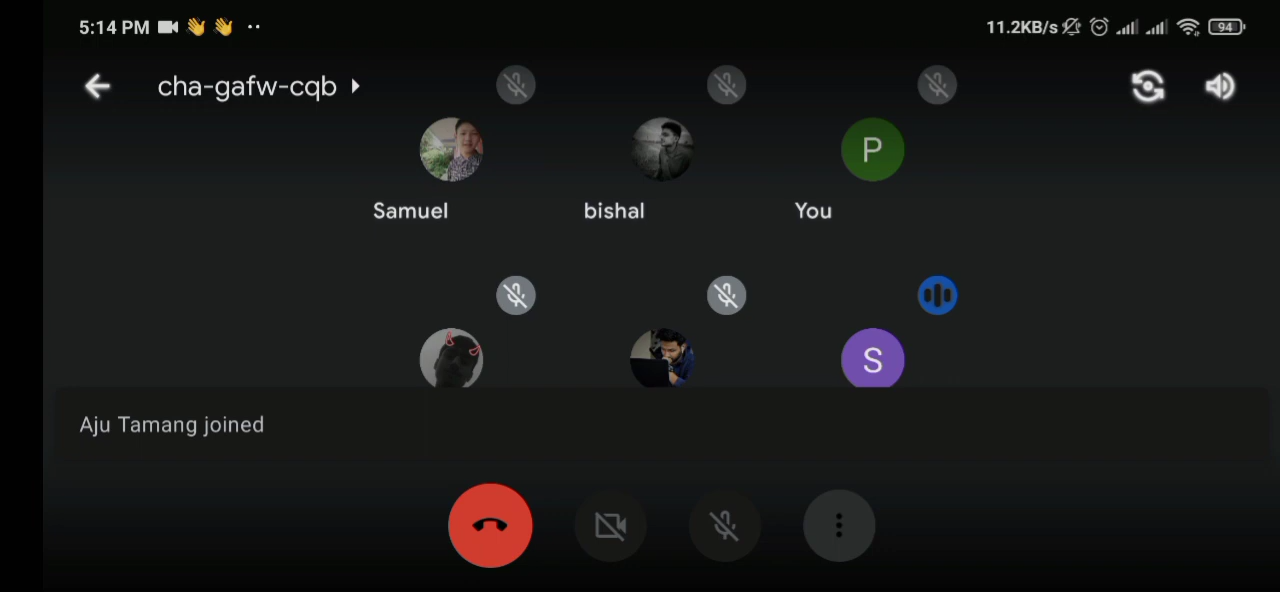 5:14 PM
11.2KB/s
94
cha-gafw-cqb
P
Samuel
bishal
You
S
Aju Tamang joined